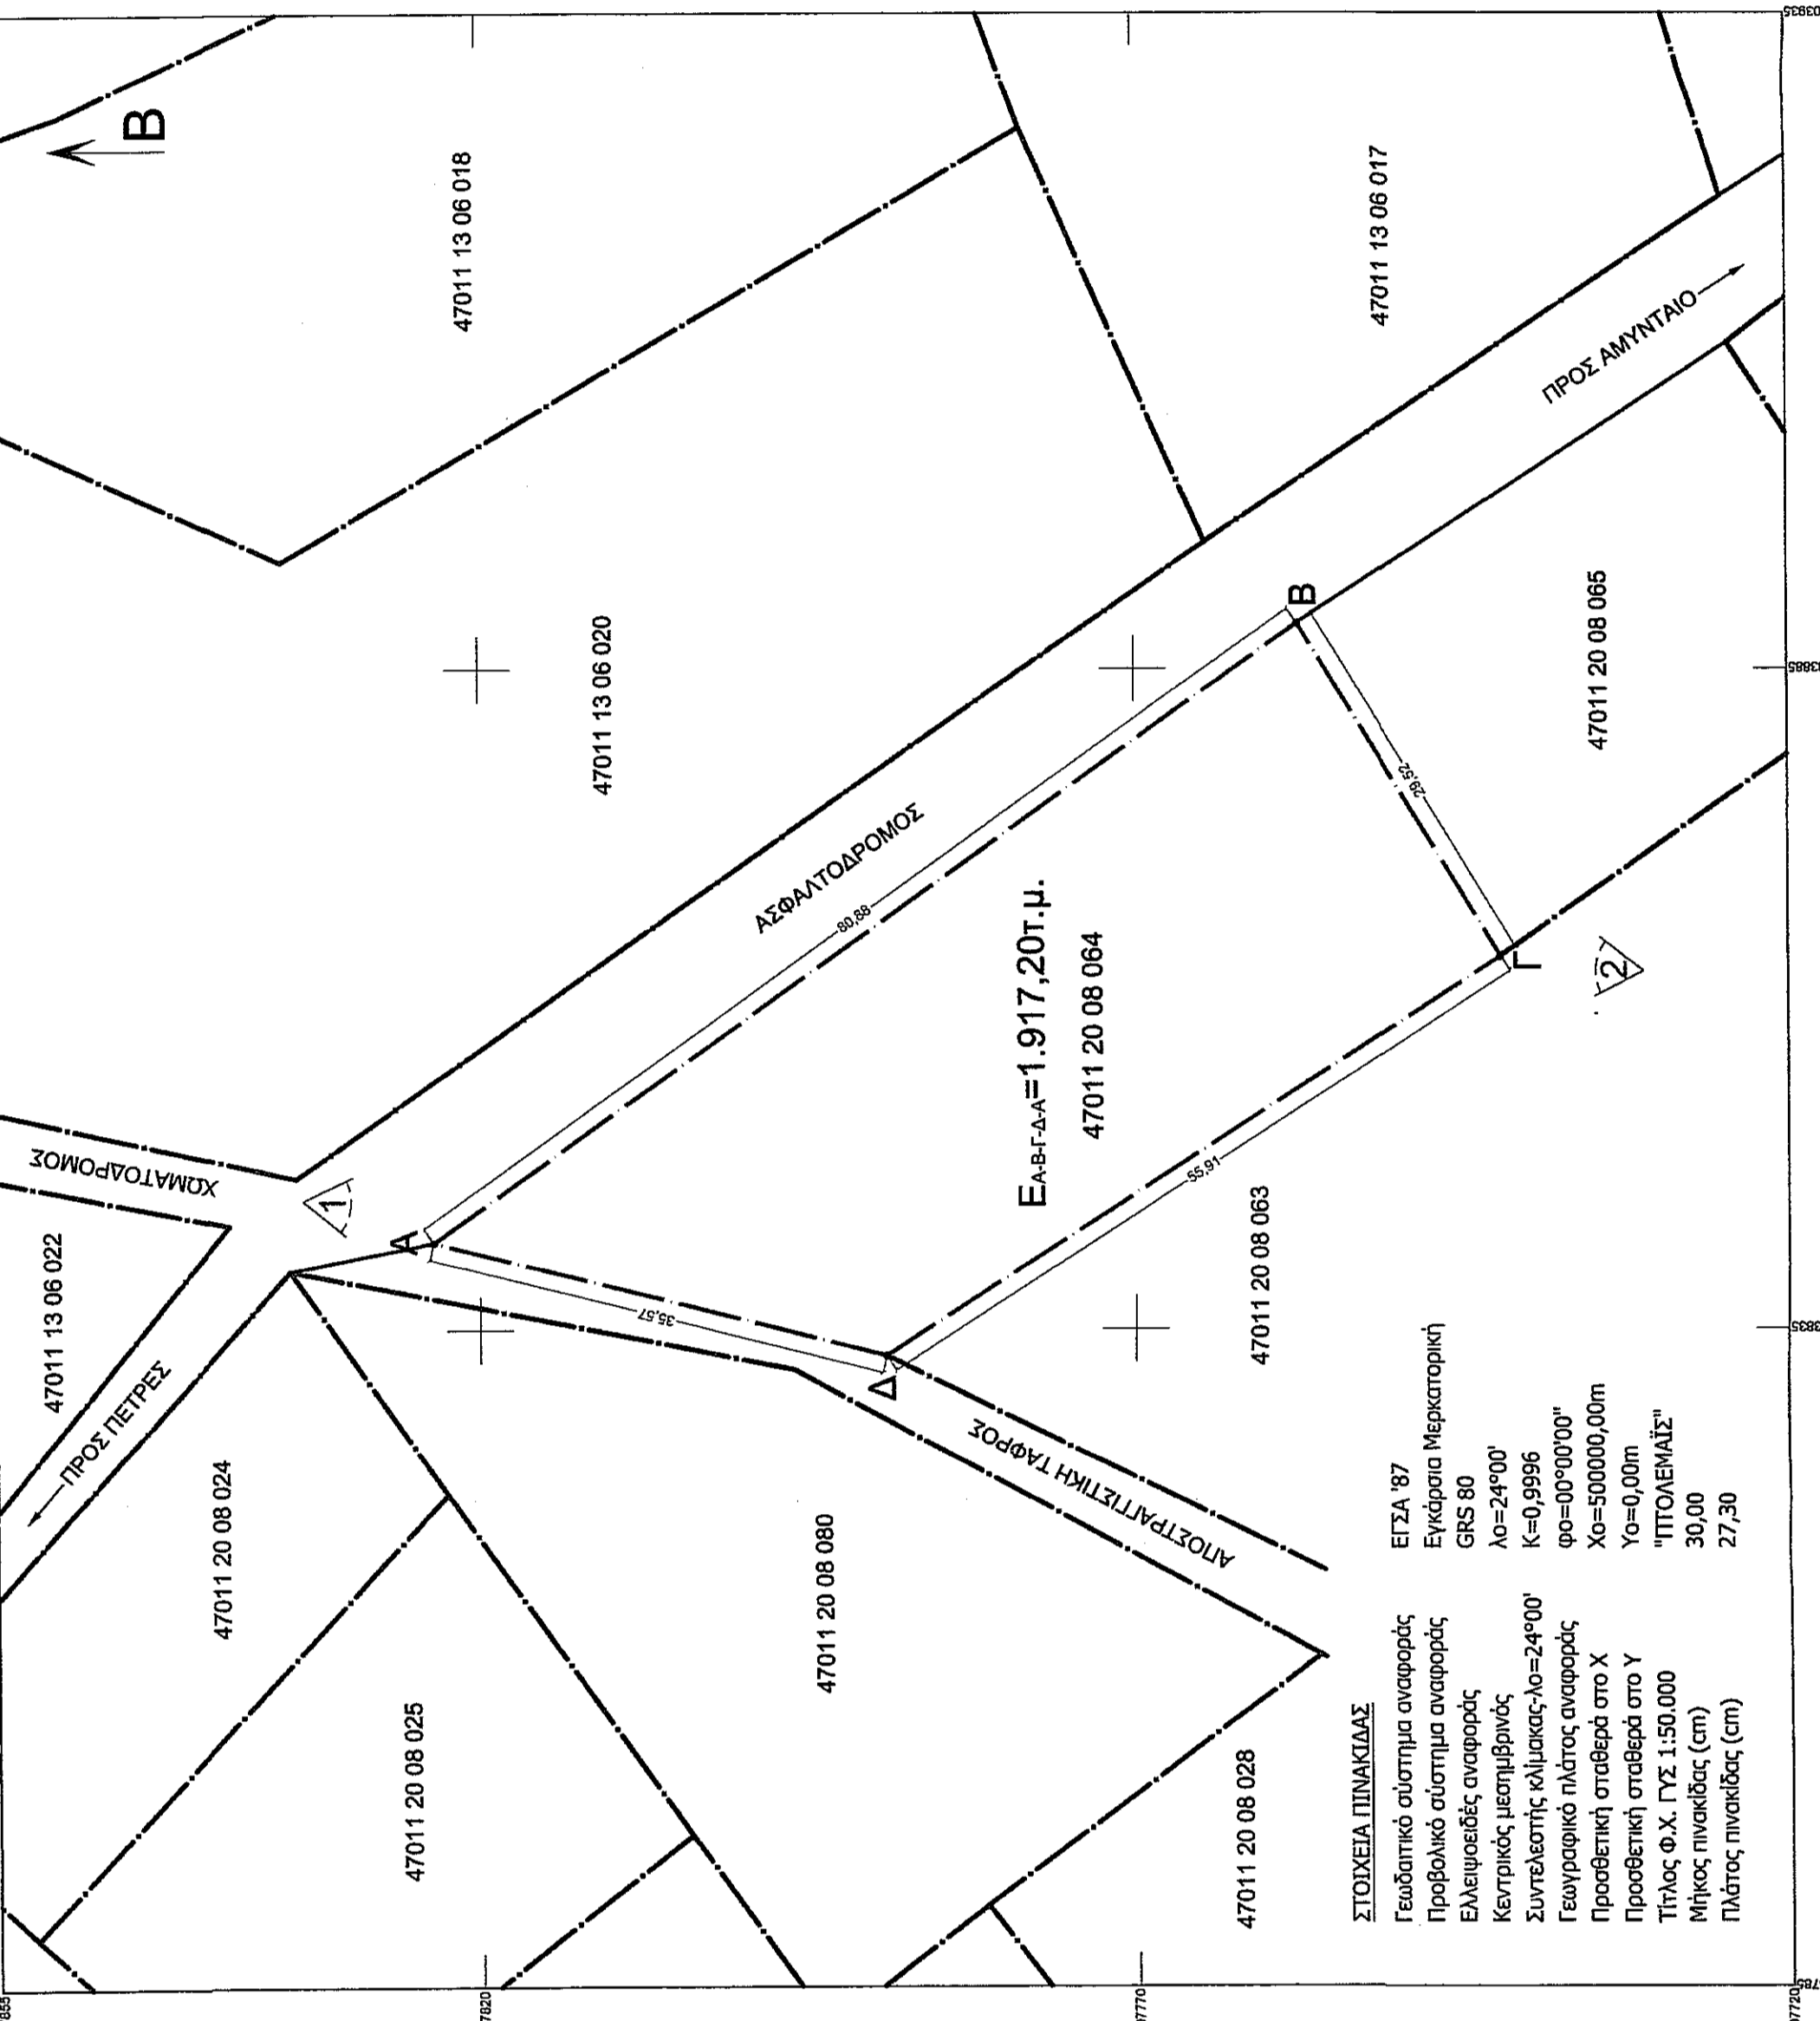 B
47011 13 06 018
47011 13 06 017
47011 13 06 020
47011 13 06 022
ΧΩΜΑΤΟΔΡΟΜΟΣ
ΠΡΟΣ ΠΕΤΡΕΣ
ΠΡΟΣ ΑΜΥΝΤΑΙΟ
ΑΣΦΑΛΤΟΔΡΟΜΟΣ
1
A
80,88
B
29,52
Γ
2
55,91
Δ
35,57
ΕΑ-Β-Γ-Δ-Α=1.917,20τ.μ.
47011 20 08 064
47011 20 08 065
47011 20 08 063
47011 20 08 024
47011 20 08 025
47011 20 08 080
47011 20 08 028
ΑΠΟΣΤΡΑΓΓΙΣΤΙΚΗ ΤΑΦΡΟΣ
ΣΤΟΙΧΕΙΑ ΠΙΝΑΚΙΔΑΣ
Γεωδαιτικό σύστημα αναφοράς ΕΓΣΑ '87
Προβολικό σύστημα αναφοράς Εγκάρσια Μερκατορική
Ελλειψοειδές αναφοράς GRS 80
Κεντρικός μεσημβρινός λο=24°00'
Συντελεστής κλίμακας-λο=24°00' Κ=0,9996
Γεωγραφικό πλάτος αναφοράς φο=00°00'00"
Προσθετική σταθερά στο Χ Χο=500000,00m
Προσθετική σταθερά στο Υ Υο=0,00m
Τίτλος Φ.Χ. ΓΥΣ 1:50.000 "ΠΤΟΛΕΜΑΪΣ"
Μήκος πινακίδας (cm) 30,00
Πλάτος πινακίδας (cm) 27,30
7820
7770
7720
03935